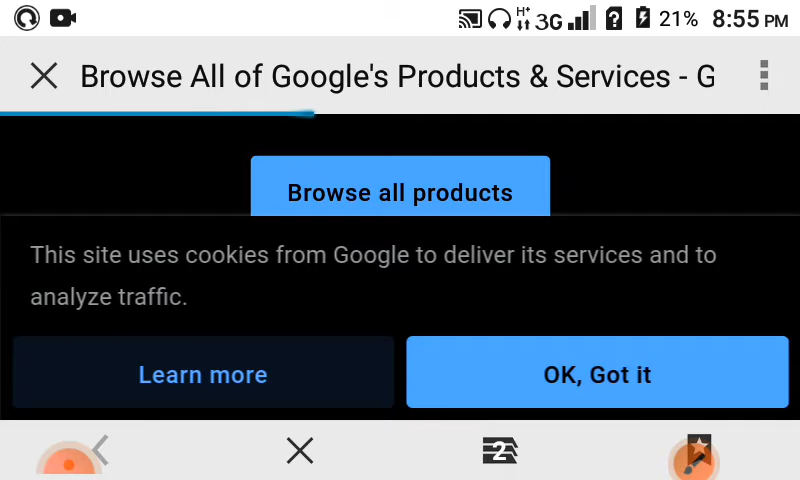 H+ 3G 21% 8:55 PM
Browse All of Google's Products & Services - G
Browse all products
This site uses cookies from Google to deliver its services and to
analyze traffic.
Learn more
OK, Got it
2